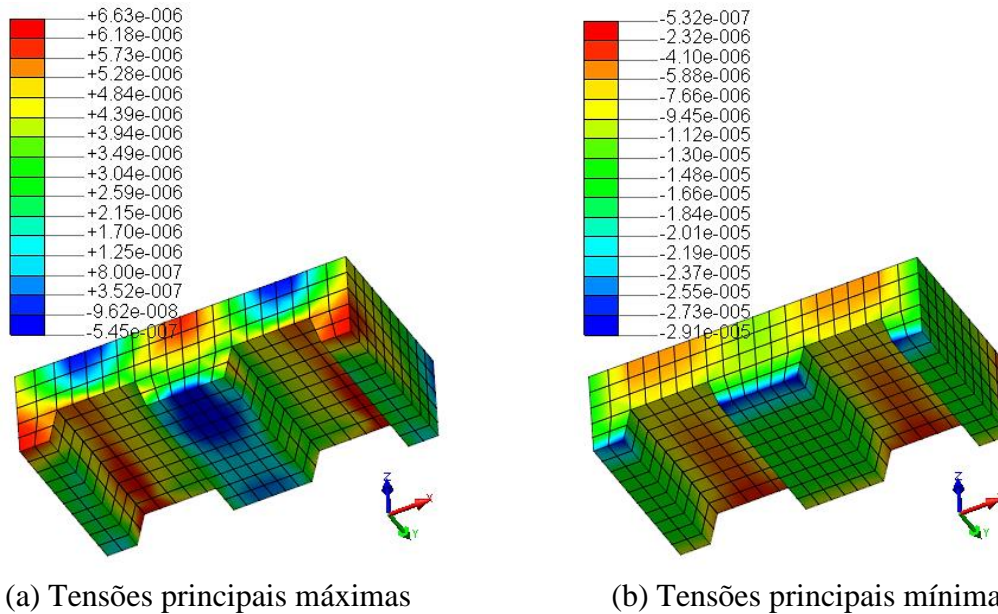 +6.63e-006
+6.18e-006
+5.73e-006
+5.28e-006
+4.84e-006
+4.39e-006
+3.94e-006
+3.49e-006
+3.04e-006
+2.59e-006
+2.15e-006
+1.70e-006
+1.25e-006
+8.00e-007
+3.52e-007
-9.62e-008
-5.45e-007
Z
X
Y
(a) Tensões principais máximas
-5.32e-007
-2.32e-006
-4.10e-006
-5.88e-006
-7.66e-006
-9.45e-006
-1.12e-005
-1.30e-005
-1.48e-005
-1.66e-005
-1.84e-005
-2.01e-005
-2.19e-005
-2.37e-005
-2.55e-005
-2.73e-005
-2.91e-005
Z
Y
(b) Tensões principais mínima